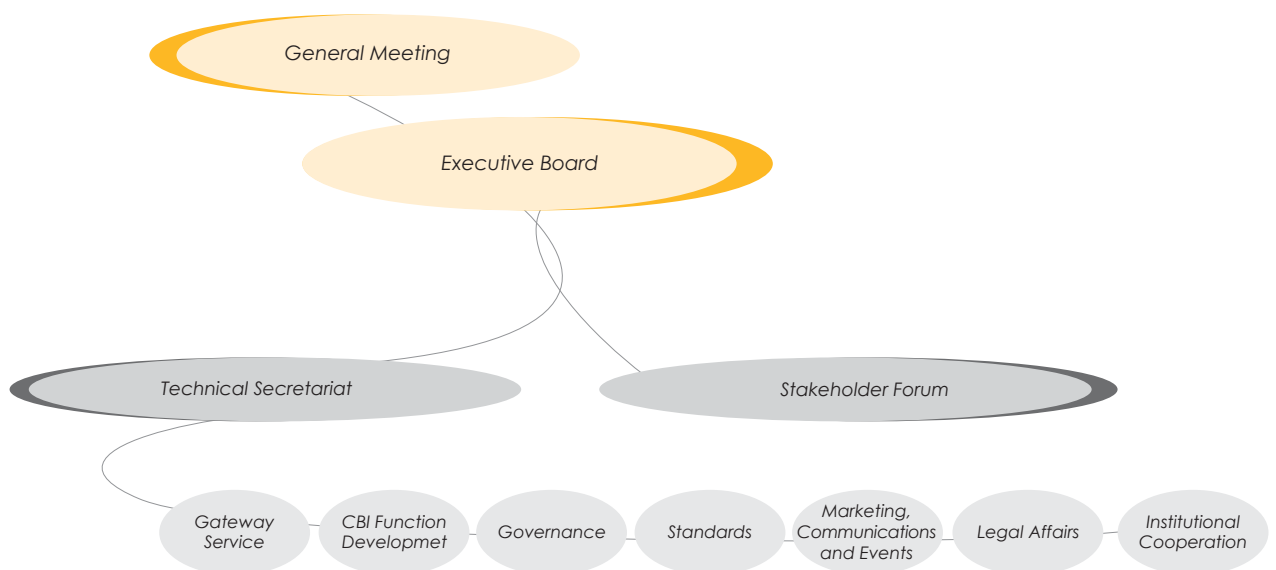 General Meeting
Executive Board
Technical Secretariat
Stakeholder Forum
Gateway
Service
CBI Function
Developmet
Governance
Standards
Marketing,
Communications
and Events
Legal Affairs
Institutional
Cooperation